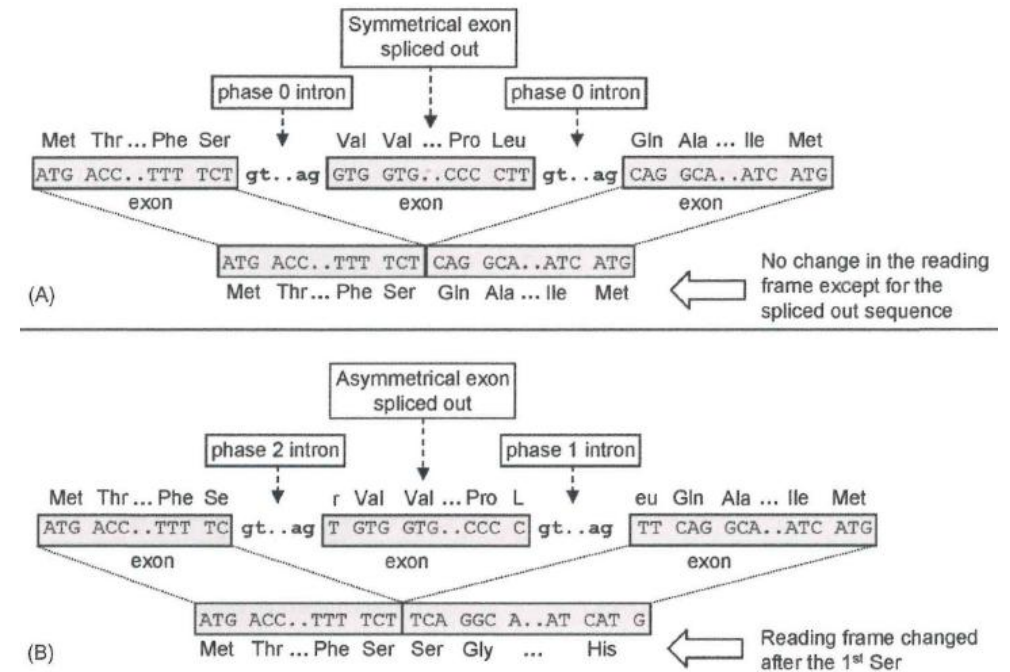 Symmetrical exon
spliced out
phase 0 intron
phase 0 intron
Met Thr ... Phe Ser
Val Val ... Pro Leu
Gln Ala ... Ile Met
ATG ACC..TTT TCT gt..ag GTG GTG..CCC CTT gt..ag CAG GCA..ATC ATG
exon
exon
exon
ATG ACC..TTT TCT CAG GCA..ATC ATG
Met Thr... Phe Ser Gln Ala ... Ile Met
No change in the reading
frame except for the
spliced out sequence
(A)
Asymmetrical exon
spliced out
phase 2 intron
phase 1 intron
Met Thr ... Phe Se
r Val Val ... Pro L
eu Gln Ala ... Ile Met
ATG ACC..TTT TC gt..ag T GTG GTG..CCC C gt..ag TT CAG GCA..ATC ATG
exon
exon
exon
ATG ACC..TTT TCT TCA GGC A..AT CAT G
Met Thr ... Phe Ser Ser Gly ... His
Reading frame changed
after the 1st Ser
(B)